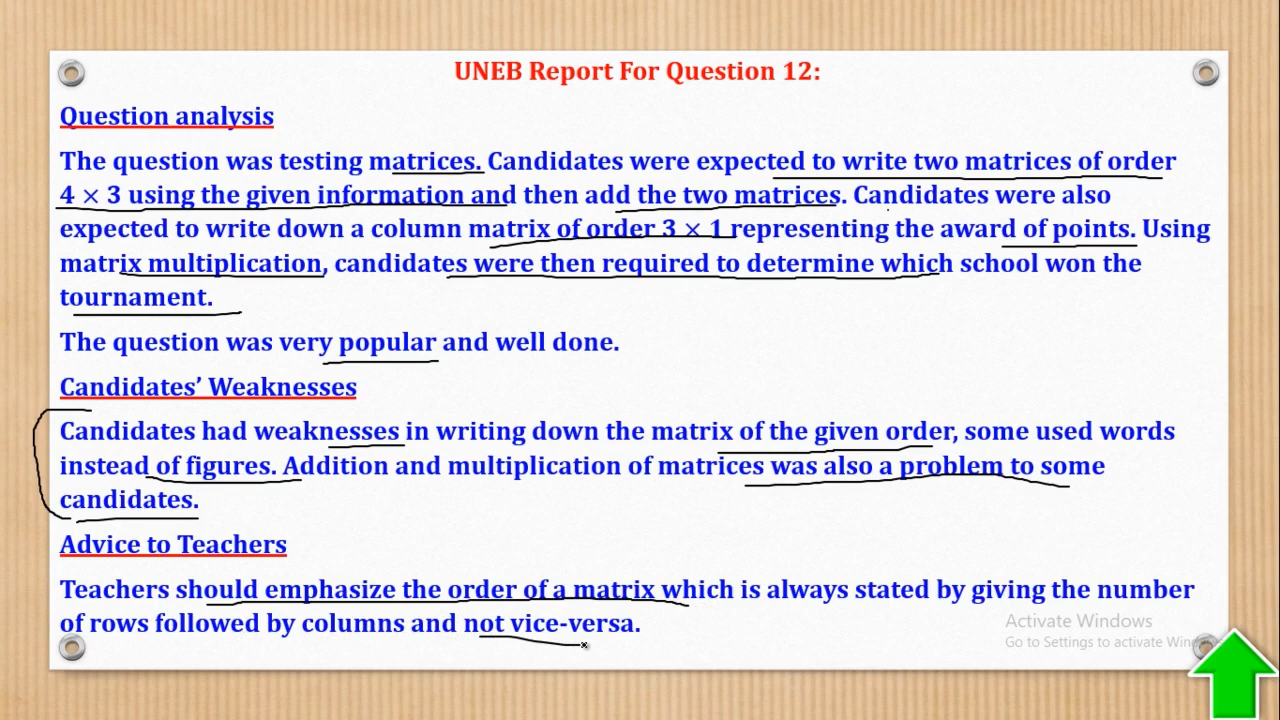 UNEB Report For Question 12:
Question analysis
The question was testing matrices. Candidates were expected to write two matrices of order
4 × 3 using the given information and then add the two matrices. Candidates were also
expected to write down a column matrix of order 3 × 1 representing the award of points. Using
matrix multiplication, candidates were then required to determine which school won the
tournament.
The question was very popular and well done.
Candidates’ Weaknesses
Candidates had weaknesses in writing down the matrix of the given order, some used words
instead of figures. Addition and multiplication of matrices was also a problem to some
candidates.
Advice to Teachers
Teachers should emphasize the order of a matrix which is always stated by giving the number
of rows followed by columns and not vice-versa.
Activate Windows
Go to Settings to activate Windows.